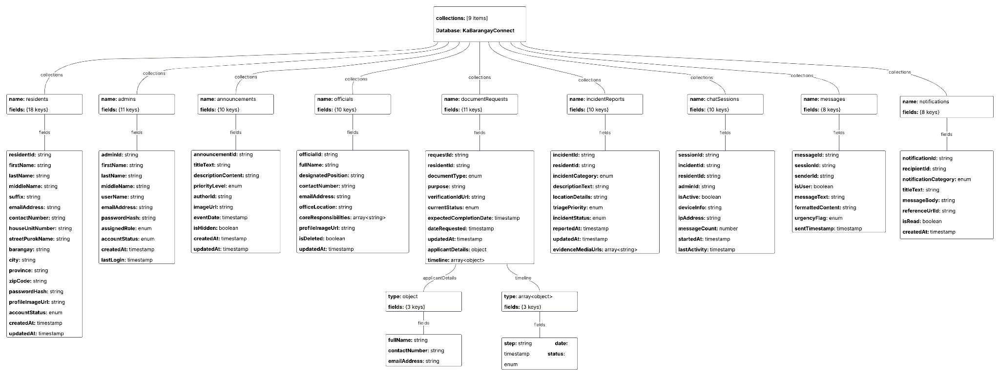 collections: [9 items]
Database: KaBarangayConnect
collections
collections
collections
collections
collections
collections
collections
collections
collections
name: residents
fields: {18 keys}
name: admins
fields: {11 keys}
name: announcements
fields: {10 keys}
name: officials
fields: {10 keys}
name: documentRequests
fields: {11 keys}
name: incidentReports
fields: {10 keys}
name: chatSessions
fields: {10 keys}
name: messages
fields: {8 keys}
name: notifications
fields: {8 keys}
fields
fields
fields
fields
fields
fields
fields
fields
fields
residentId: string
firstName: string
lastName: string
middleName: string
suffix: string
emailAddress: string
contactNumber: string
houseUnitNumber: string
streetPurokName: string
barangay: string
city: string
province: string
zipCode: string
passwordHash: string
profileImageUrl: string
accountStatus: enum
createdAt: timestamp
updatedAt: timestamp
adminId: string
firstName: string
lastName: string
middleName: string
userName: string
emailAddress: string
passwordHash: string
assignedRole: enum
accountStatus: enum
createdAt: timestamp
lastLogin: timestamp
announcementId: string
titleText: string
descriptionContent: string
priorityLevel: enum
authorId: string
imageUrl: string
eventDate: timestamp
isHidden: boolean
createdAt: timestamp
updatedAt: timestamp
officialId: string
fullName: string
designatedPosition: string
contactNumber: string
emailAddress: string
officeLocation: string
coreResponsibilities: array<string>
profileImageUrl: string
isDeleted: boolean
updatedAt: timestamp
requestId: string
residentId: string
documentType: enum
purpose: string
verificationIdUrl: string
currentStatus: enum
expectedCompletionDate: timestamp
dateRequested: timestamp
updatedAt: timestamp
applicantDetails: object
timeline: array<object>
incidentId: string
residentId: string
incidentCategory: enum
descriptionText: string
locationDetails: string
triagePriority: enum
incidentStatus: enum
reportedAt: timestamp
updatedAt: timestamp
evidenceMediaUrls: array<string>
sessionId: string
incidentId: string
residentId: string
adminId: string
isActive: boolean
deviceInfo: string
ipAddress: string
messageCount: number
startedAt: timestamp
lastActivity: timestamp
messageId: string
sessionId: string
senderId: string
isUser: boolean
messageText: string
formattedContent: string
urgencyFlag: enum
sentTimestamp: timestamp
notificationId: string
recipientId: string
notificationCategory: enum
titleText: string
messageBody: string
referenceUrlId: string
isRead: boolean
createdAt: timestamp
applicantDetails
timeline
type: object
fields: {3 keys}
type: array<object>
fields: {3 keys}
fields
fields
fullName: string
contactNumber: string
emailAddress: string
step: string date:
timestamp status:
enum